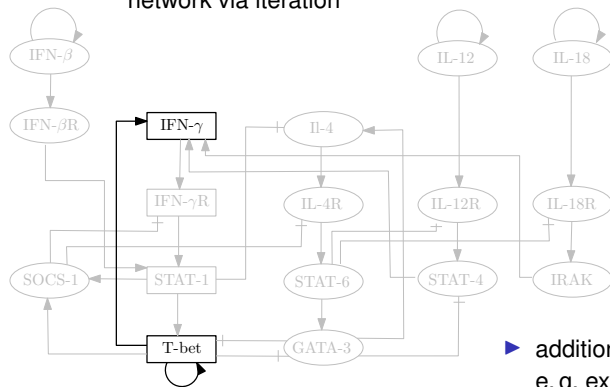 network via iteration
IFN-β
IL-12
IL-18
IFN-βR
IFN-γ
Il-4
IFN-γR
IL-4R
IL-12R
IL-18R
SOCS-1
STAT-1
STAT-6
STAT-4
IRAK
T-bet
GATA-3
▶ addition
e.g. ex